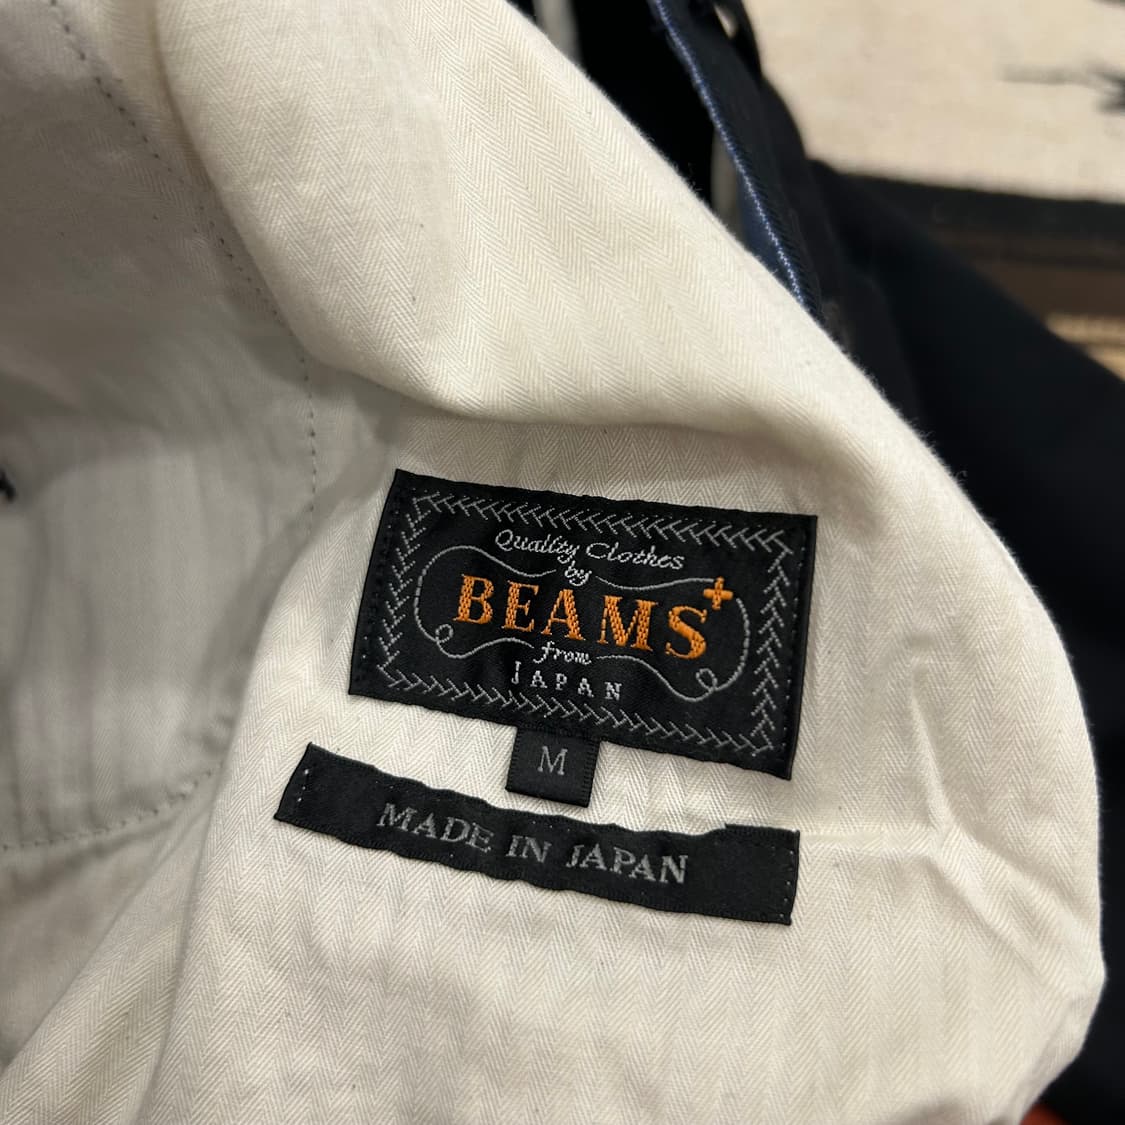 Quality Clothes
by
BEAMS+
from
JAPAN
M
MADE IN JAPAN